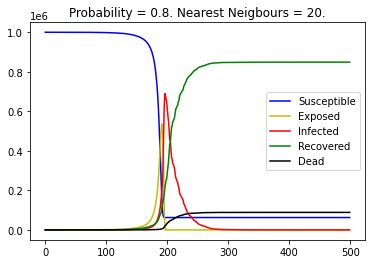 Probability = 0.8. Nearest Neigbours = 20.
1e6
1.0
0.8
0.6
0.4
0.2
0.0
Susceptible
Exposed
Infected
Recovered
Dead
0 100 200 300 400 500